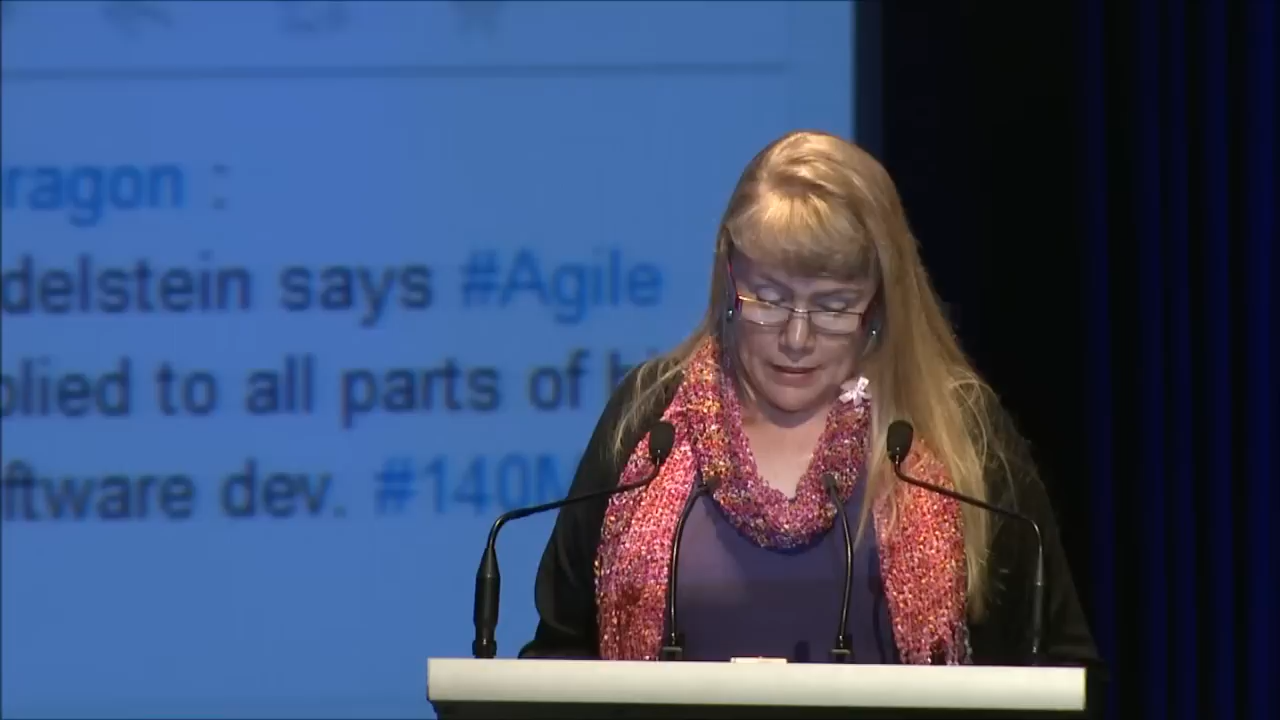 ragon :
delstein says #Agile
plied to all parts of
ftware dev. #140M